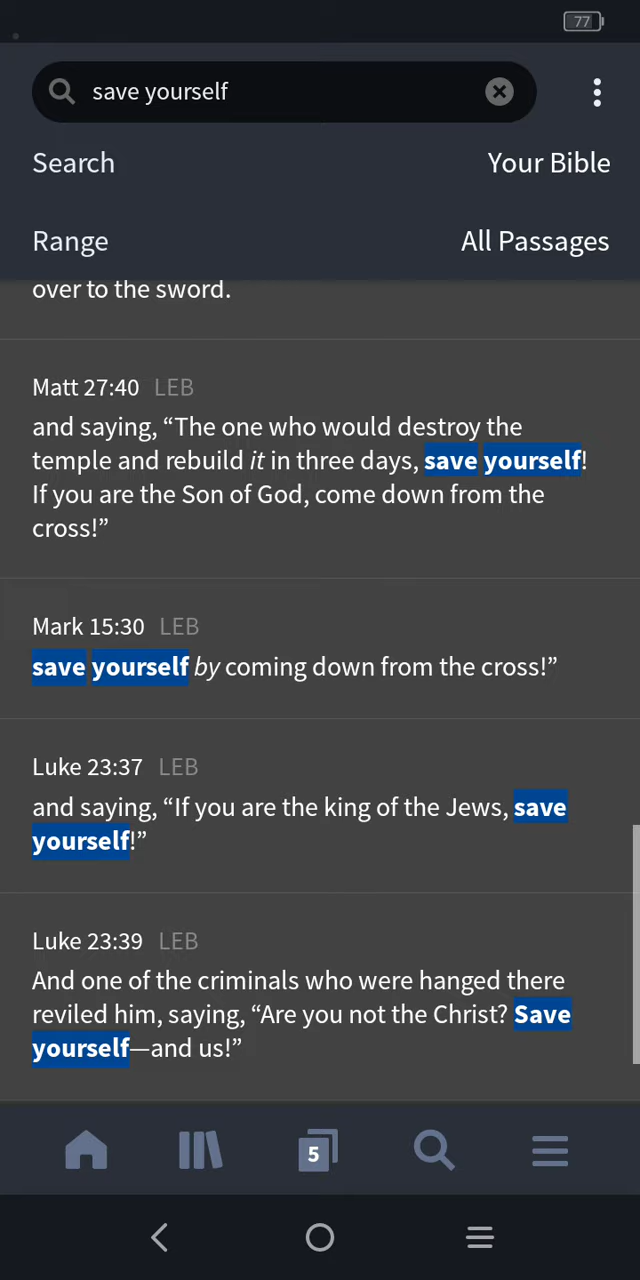 77
save yourself
Search Your Bible
Range All Passages
over to the sword.
Matt 27:40 LEB
and saying, “The one who would destroy the
temple and rebuild it in three days, save yourself!
If you are the Son of God, come down from the
cross!”
Mark 15:30 LEB
save yourself by coming down from the cross!”
Luke 23:37 LEB
and saying, “If you are the king of the Jews, save
yourself!”
Luke 23:39 LEB
And one of the criminals who were hanged there
reviled him, saying, “Are you not the Christ? Save
yourself—and us!”
5